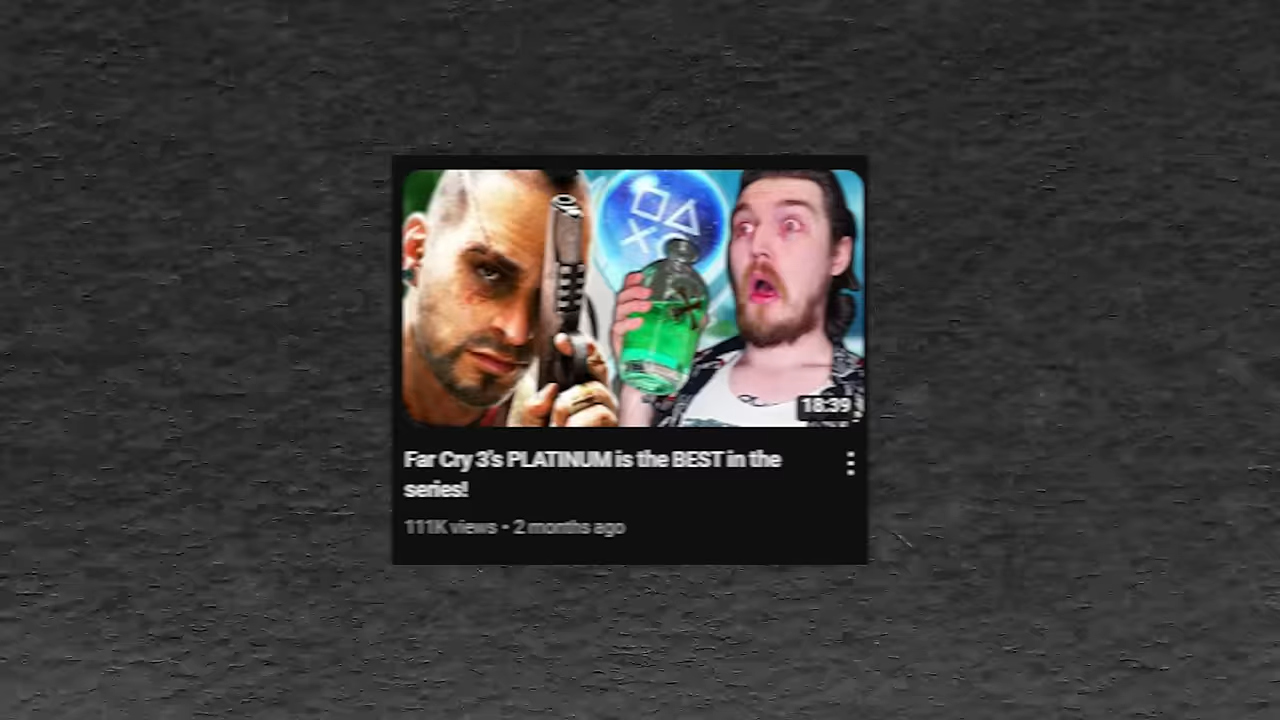 18:39
Far Cry 3's PLATINUM is the BEST in the
series!
111K views • 2 months ago